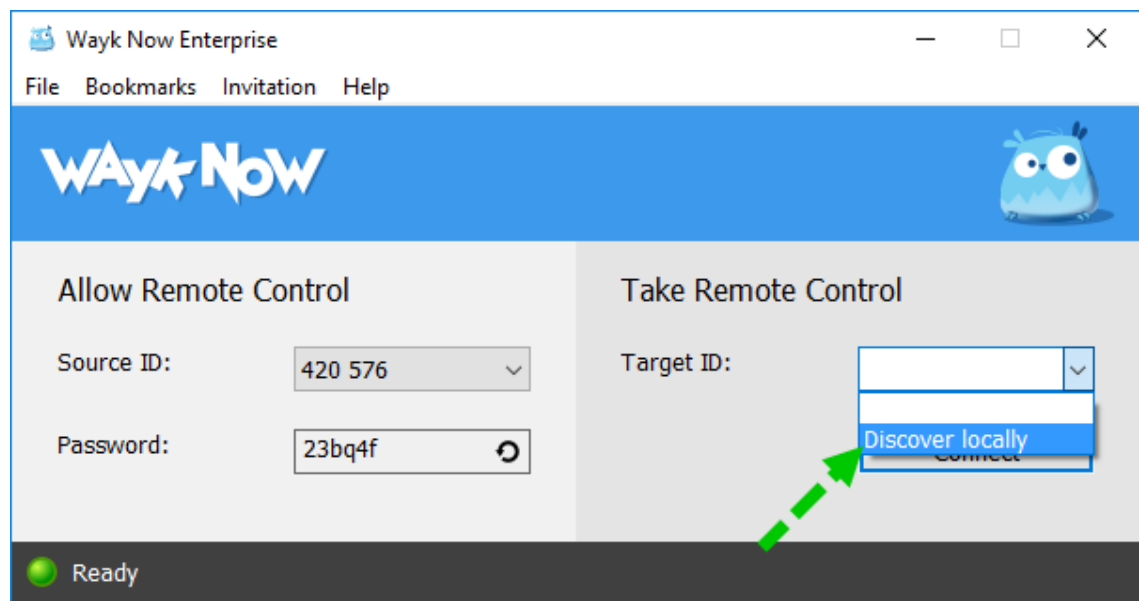 Wayk Now Enterprise
File Bookmarks Invitation Help
WAYK NOW
Allow Remote Control
Source ID: 420 576
Password: 23bq4f
Take Remote Control
Target ID:
Discover locally
Connect
Ready